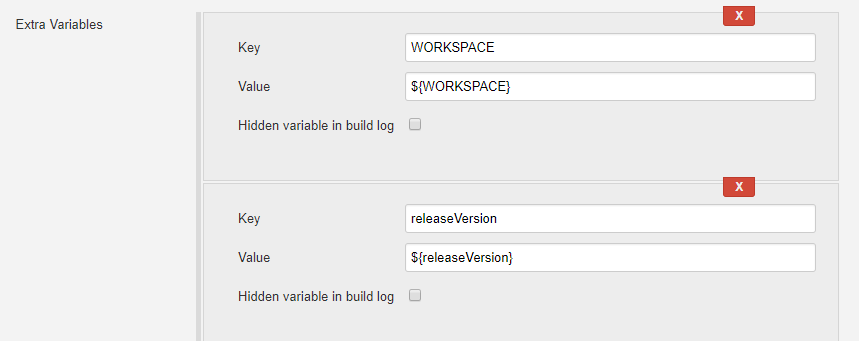 X
Extra Variables
Key WORKSPACE
Value ${WORKSPACE}
Hidden variable in build log
X
Key releaseVersion
Value ${releaseVersion}
Hidden variable in build log